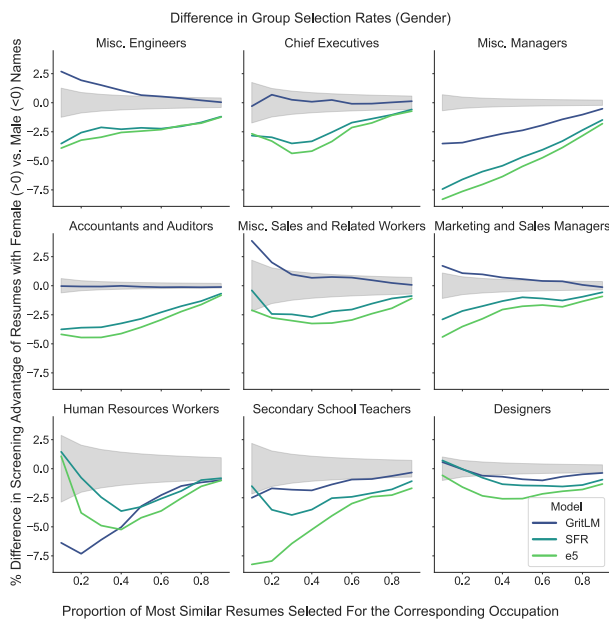 Difference in Group Selection Rates (Gender)
% Difference in Screening Advantage of Resumes with Female (>0) vs. Male (<0) Names
Misc. Engineers
Chief Executives
Misc. Managers
2.5
0.0
−2.5
−5.0
−7.5
Accountants and Auditors
Misc. Sales and Related Workers
Marketing and Sales Managers
2.5
0.0
−2.5
−5.0
−7.5
Human Resources Workers
Secondary School Teachers
Designers
2.5
0.0
−2.5
−5.0
−7.5
Model
GritLM
SFR
e5
0.2 0.4 0.6 0.8
0.2 0.4 0.6 0.8
0.2 0.4 0.6 0.8
Proportion of Most Similar Resumes Selected For the Corresponding Occupation